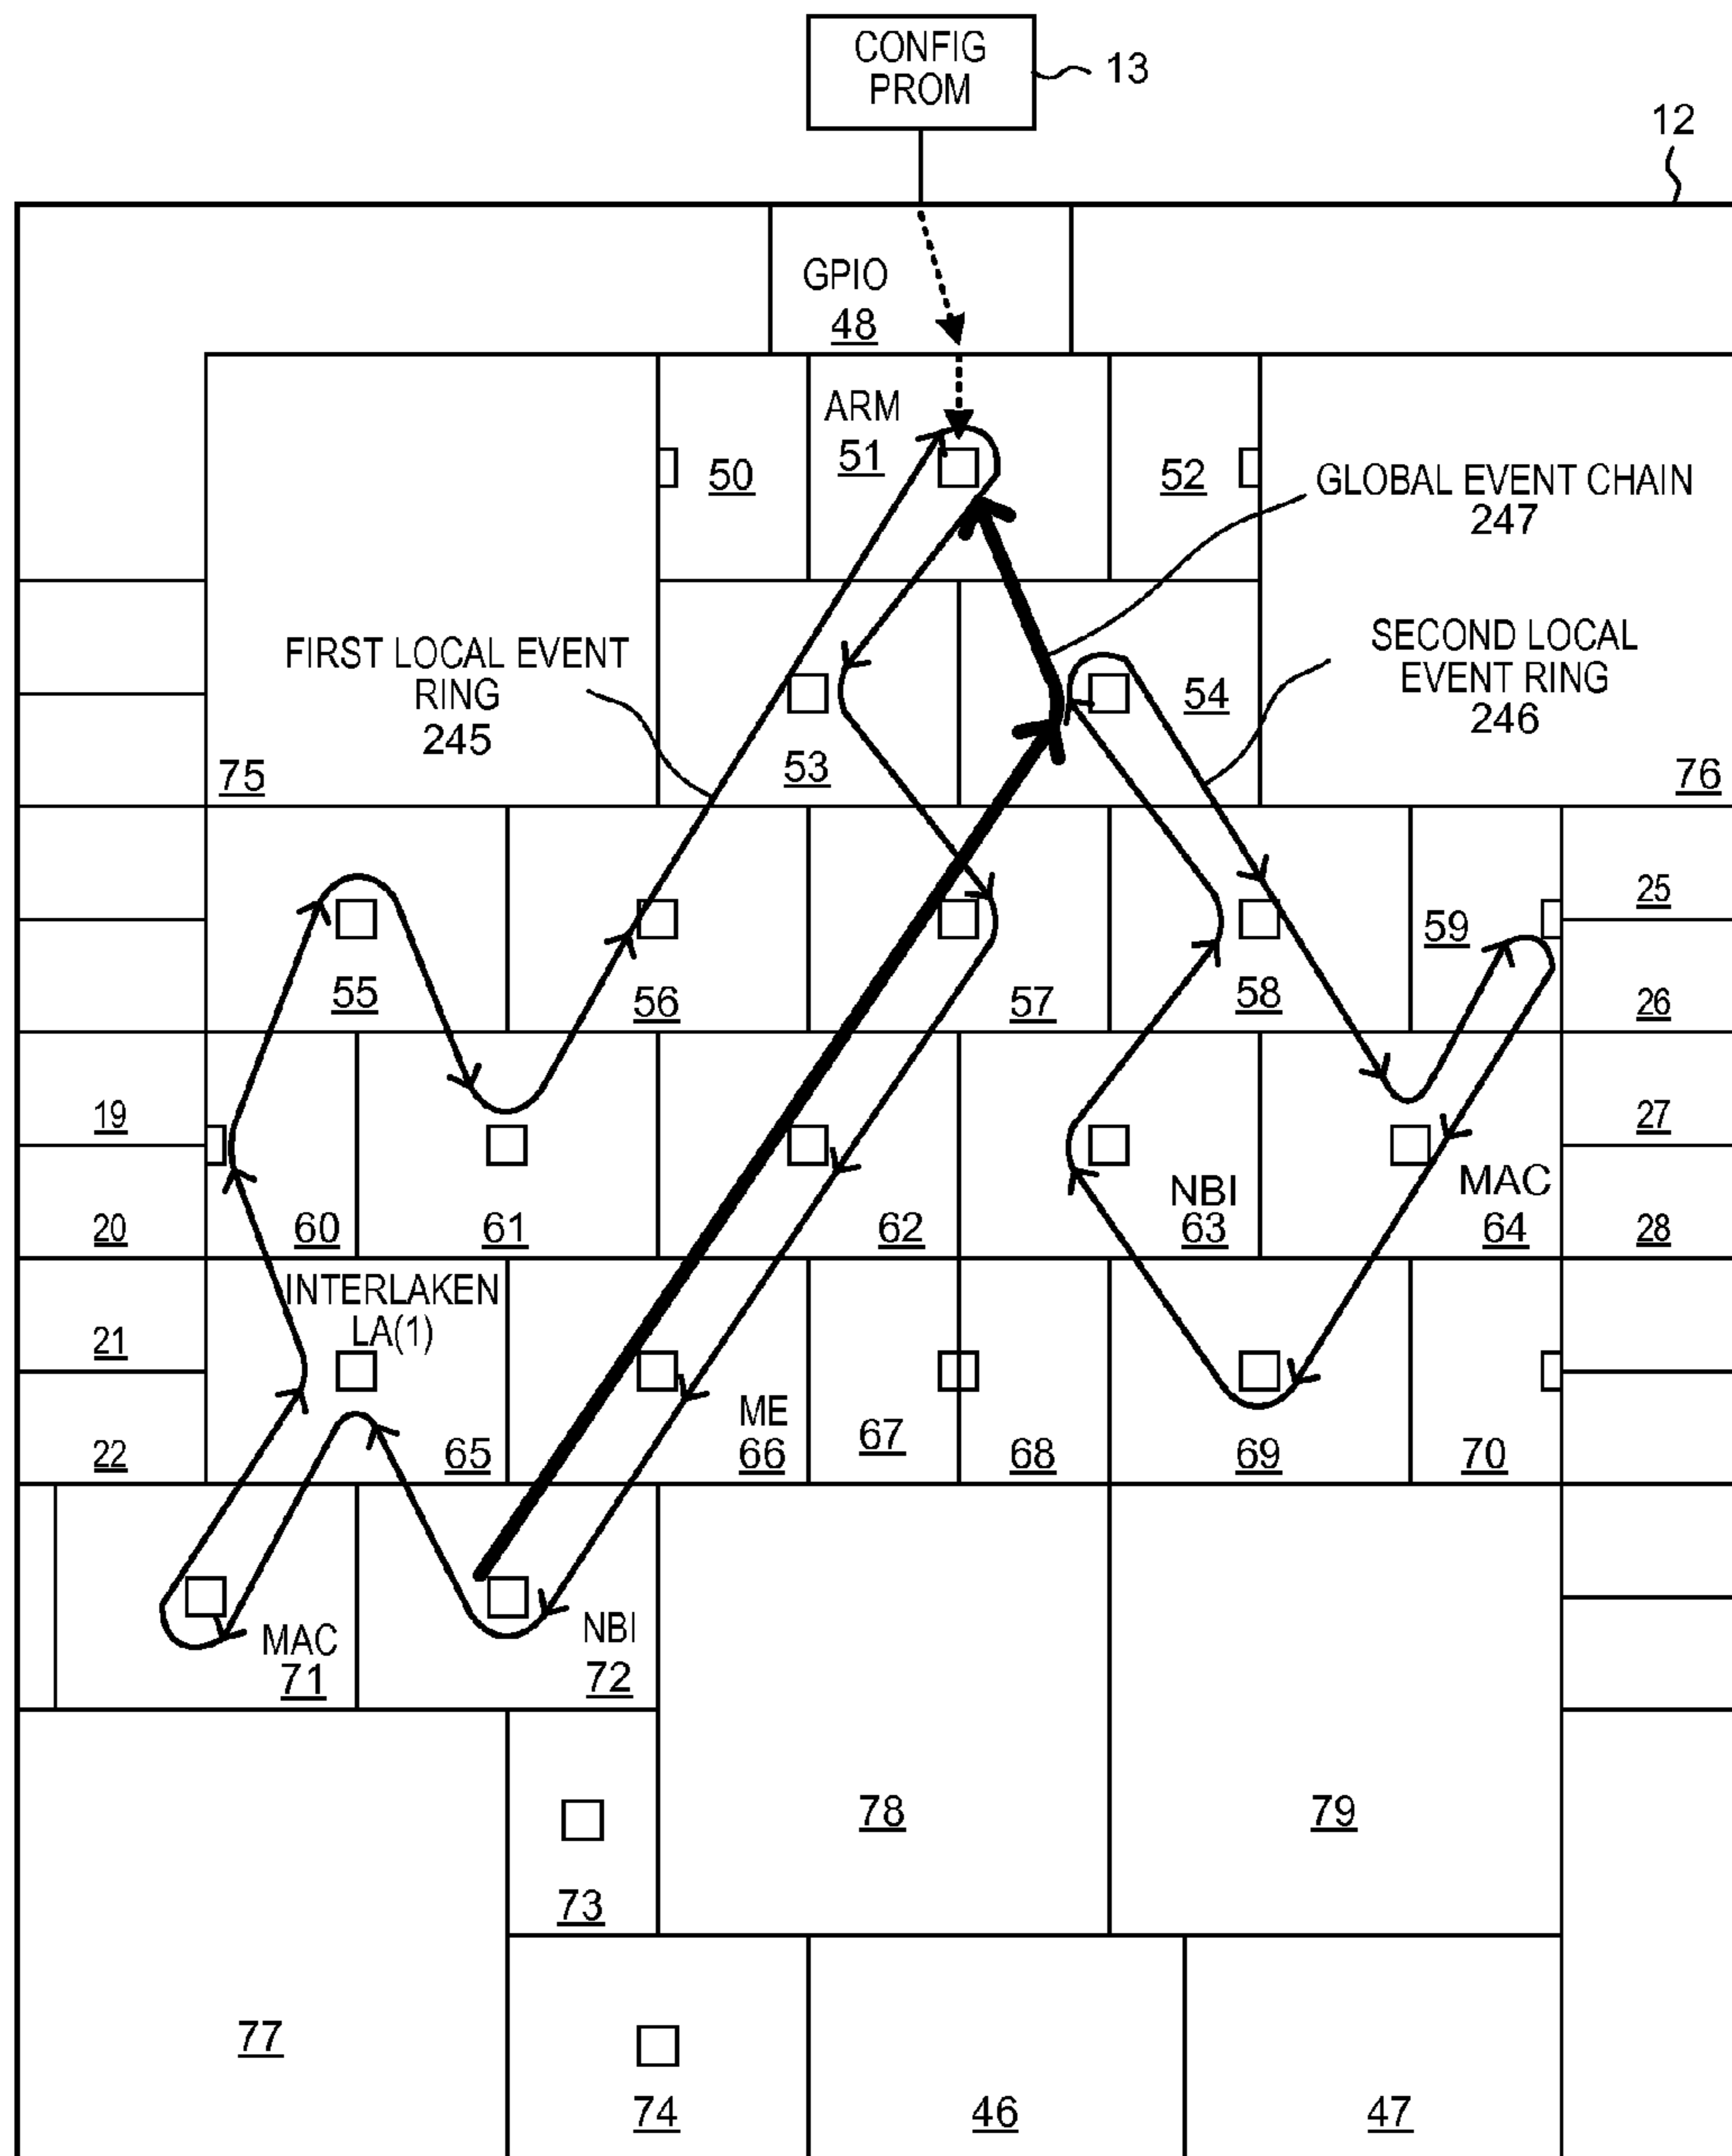 CONFIG
PROM
13
12
GPIO
48
ARM
51
50
52
GLOBAL EVENT CHAIN
247
FIRST LOCAL EVENT
RING
245
SECOND LOCAL
EVENT RING
246
53
54
75
76
55
56
57
58
59
25
26
19
20
60
61
62
NBI
63
MAC
64
27
28
INTERLAKEN
LA(1)
21
22
65
ME
66
67
68
69
70
MAC
71
NBI
72
73
78
79
77
74
46
47